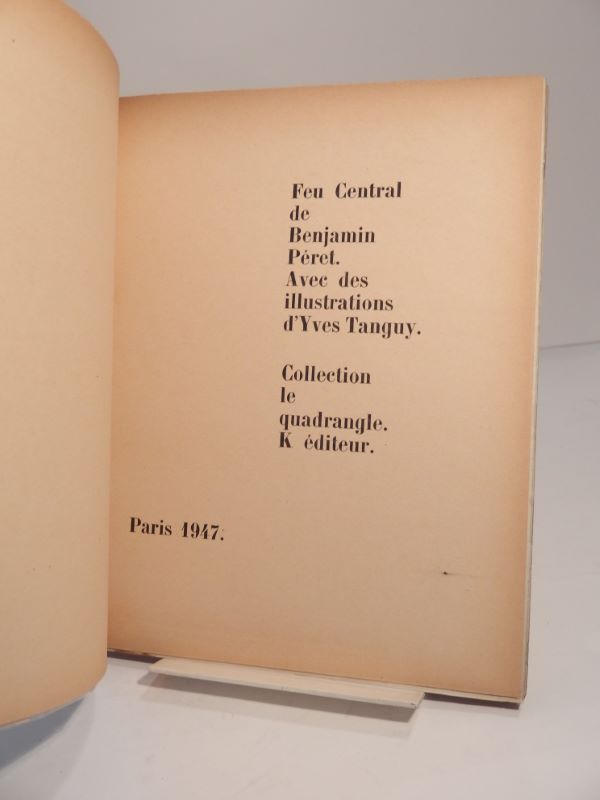 Feu Central
de
Benjamin
Péret.
Avec des
illustrations
d'Yves Tanguy.
Collection
le
quadrangle.
K éditeur.
Paris 1947.